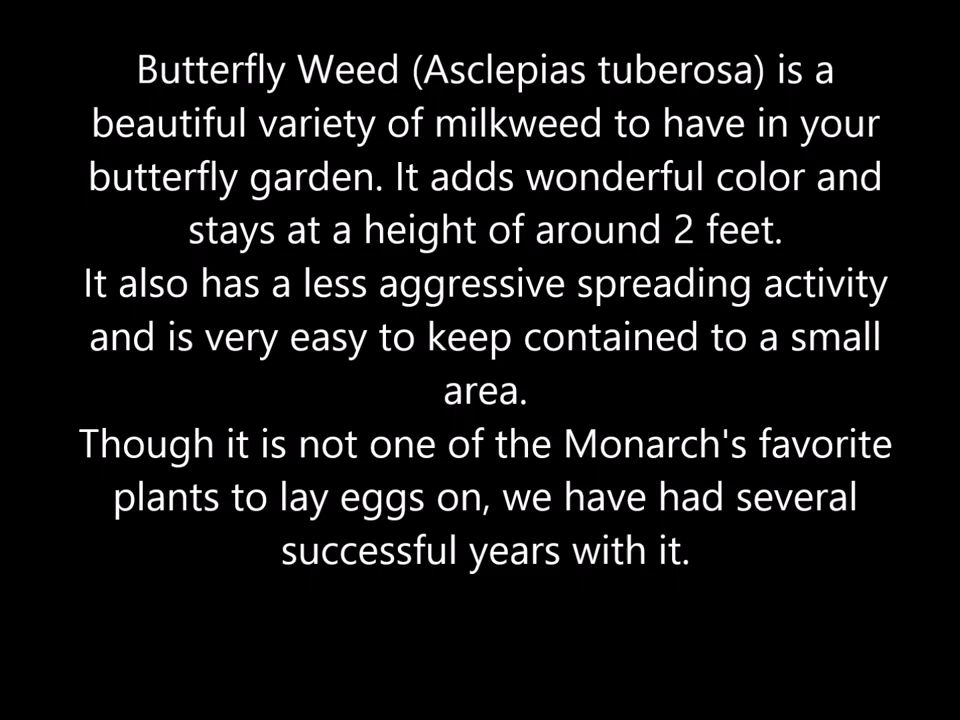 Butterfly Weed (Asclepias tuberosa) is a
beautiful variety of milkweed to have in your
butterfly garden. It adds wonderful color and
stays at a height of around 2 feet.
It also has a less aggressive spreading activity
and is very easy to keep contained to a small
area.
Though it is not one of the Monarch's favorite
plants to lay eggs on, we have had several
successful years with it.